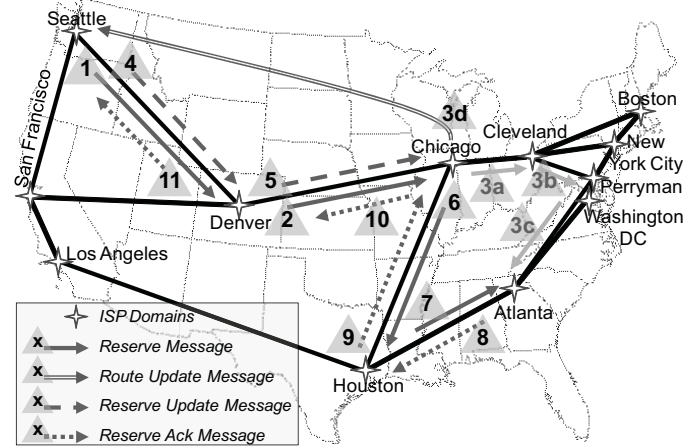 Seattle
1
4
3d
Boston
San Francisco
Chicago
Cleveland
New
York City
11
5
3a
3b
Perryman
Denver
2
10
6
3c
Washington
DC
Los Angeles
7
Atlanta
9
8
Houston
ISP Domains
x Reserve Message
x Route Update Message
x Reserve Update Message
x Reserve Ack Message